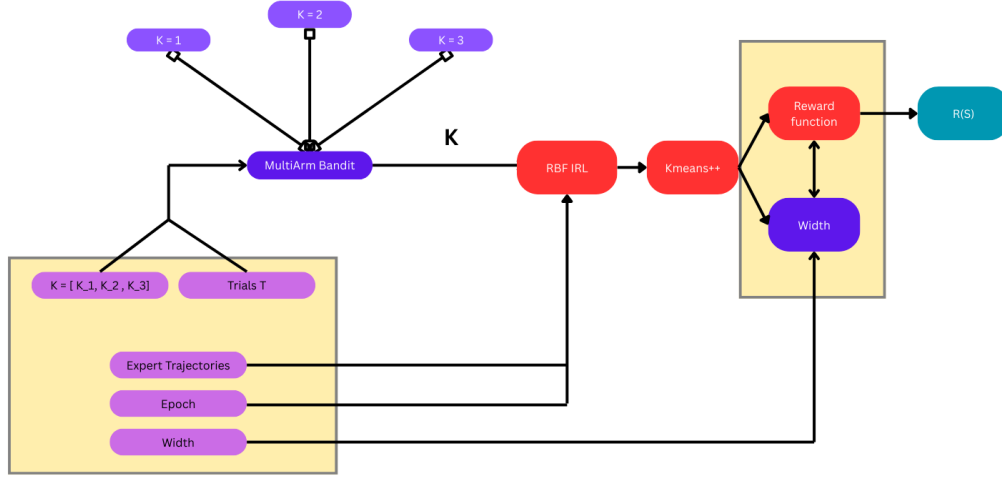 K = 2
K = 1
K = 3
K
MultiArm Bandit
RBF IRL
Kmeans++
Reward
function
R(S)
Width
K = [ K_1, K_2 , K_3]
Trials T
Expert Trajectories
Epoch
Width